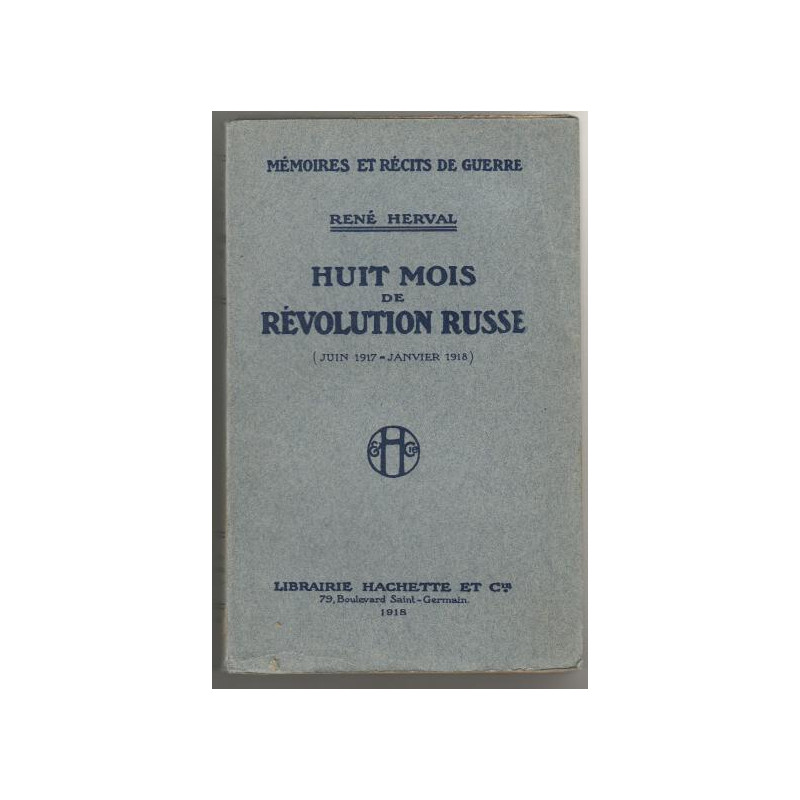 MÉMOIRES ET RÉCITS DE GUERRE
RENÉ HERVAL
HUIT MOIS
DE
RÉVOLUTION RUSSE
(JUIN 1917-JANVIER 1918)
& H Cie
LIBRAIRIE HACHETTE ET Cie
79, Boulevard Saint-Germain.
1918